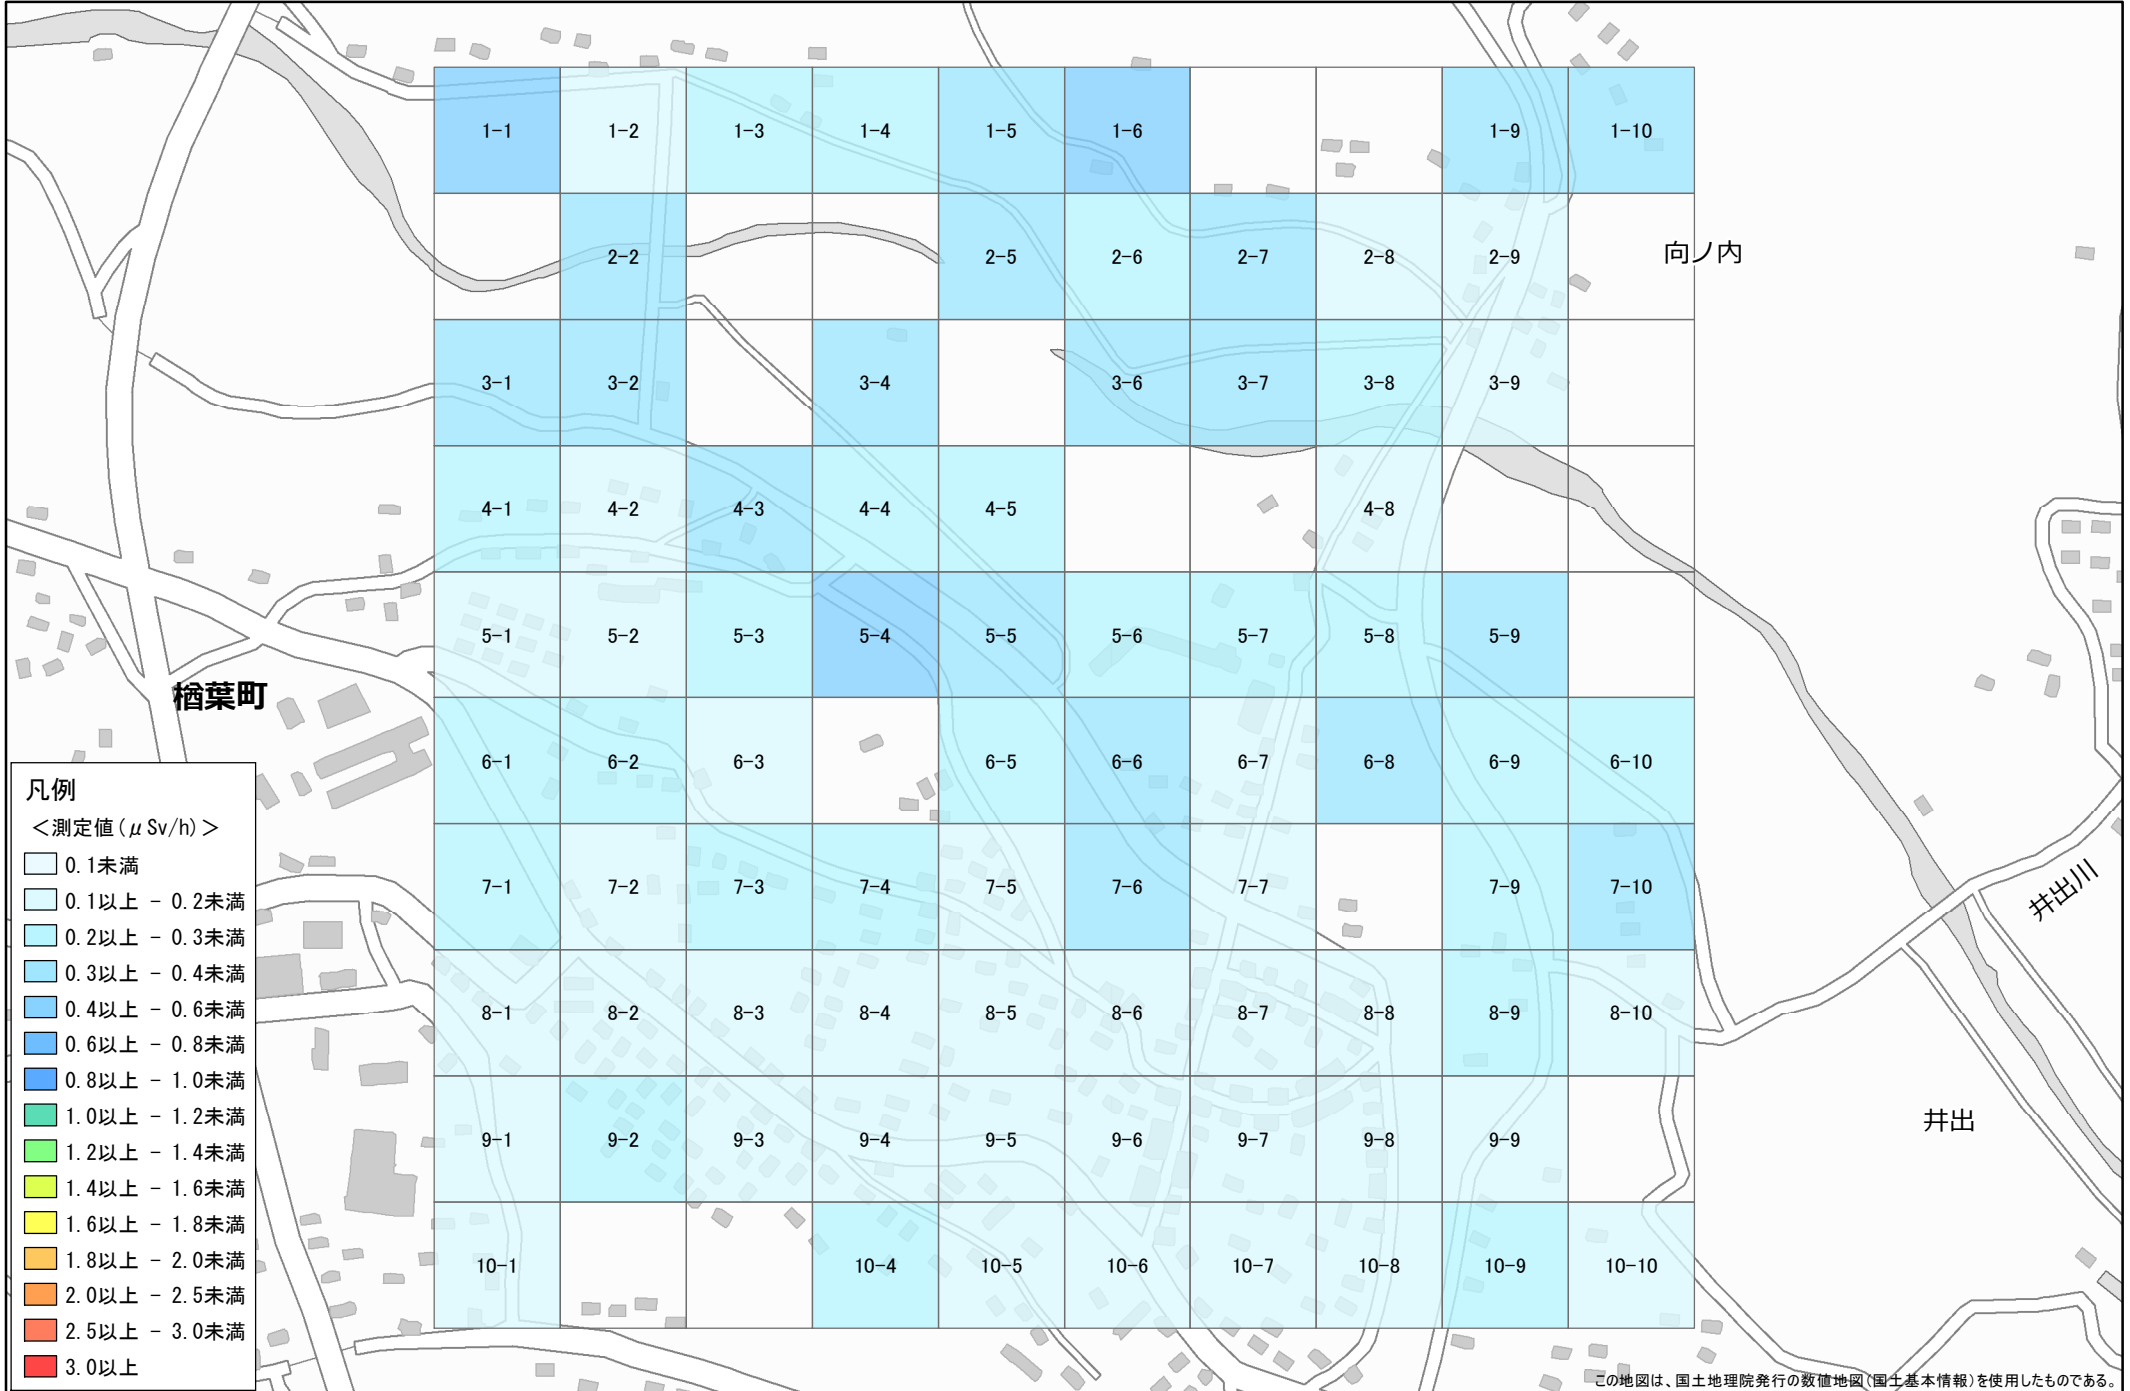 1-1 1-2 1-3 1-4 1-5 1-6 1-9 1-10
2-2 2-5 2-6 2-7 2-8 2-9
向ノ内
3-1 3-2 3-4 3-6 3-7 3-8 3-9
4-1 4-2 4-3 4-4 4-5 4-8
5-1 5-2 5-3 5-4 5-5 5-6 5-7 5-8 5-9
楢葉町
6-1 6-2 6-3 6-5 6-6 6-7 6-8 6-9 6-10
7-1 7-2 7-3 7-4 7-5 7-6 7-7 7-9 7-10
井出川
8-1 8-2 8-3 8-4 8-5 8-6 8-7 8-8 8-9 8-10
9-1 9-2 9-3 9-4 9-5 9-6 9-7 9-8 9-9
井出
10-1 10-4 10-5 10-6 10-7 10-8 10-9 10-10
凡例
＜測定値(μSv/h)＞
0.1未満
0.1以上 - 0.2未満
0.2以上 - 0.3未満
0.3以上 - 0.4未満
0.4以上 - 0.6未満
0.6以上 - 0.8未満
0.8以上 - 1.0未満
1.0以上 - 1.2未満
1.2以上 - 1.4未満
1.4以上 - 1.6未満
1.6以上 - 1.8未満
1.8以上 - 2.0未満
2.0以上 - 2.5未満
2.5以上 - 3.0未満
3.0以上
この地図は、国土地理院発行の数値地図(国土基本情報)を使用したものである。